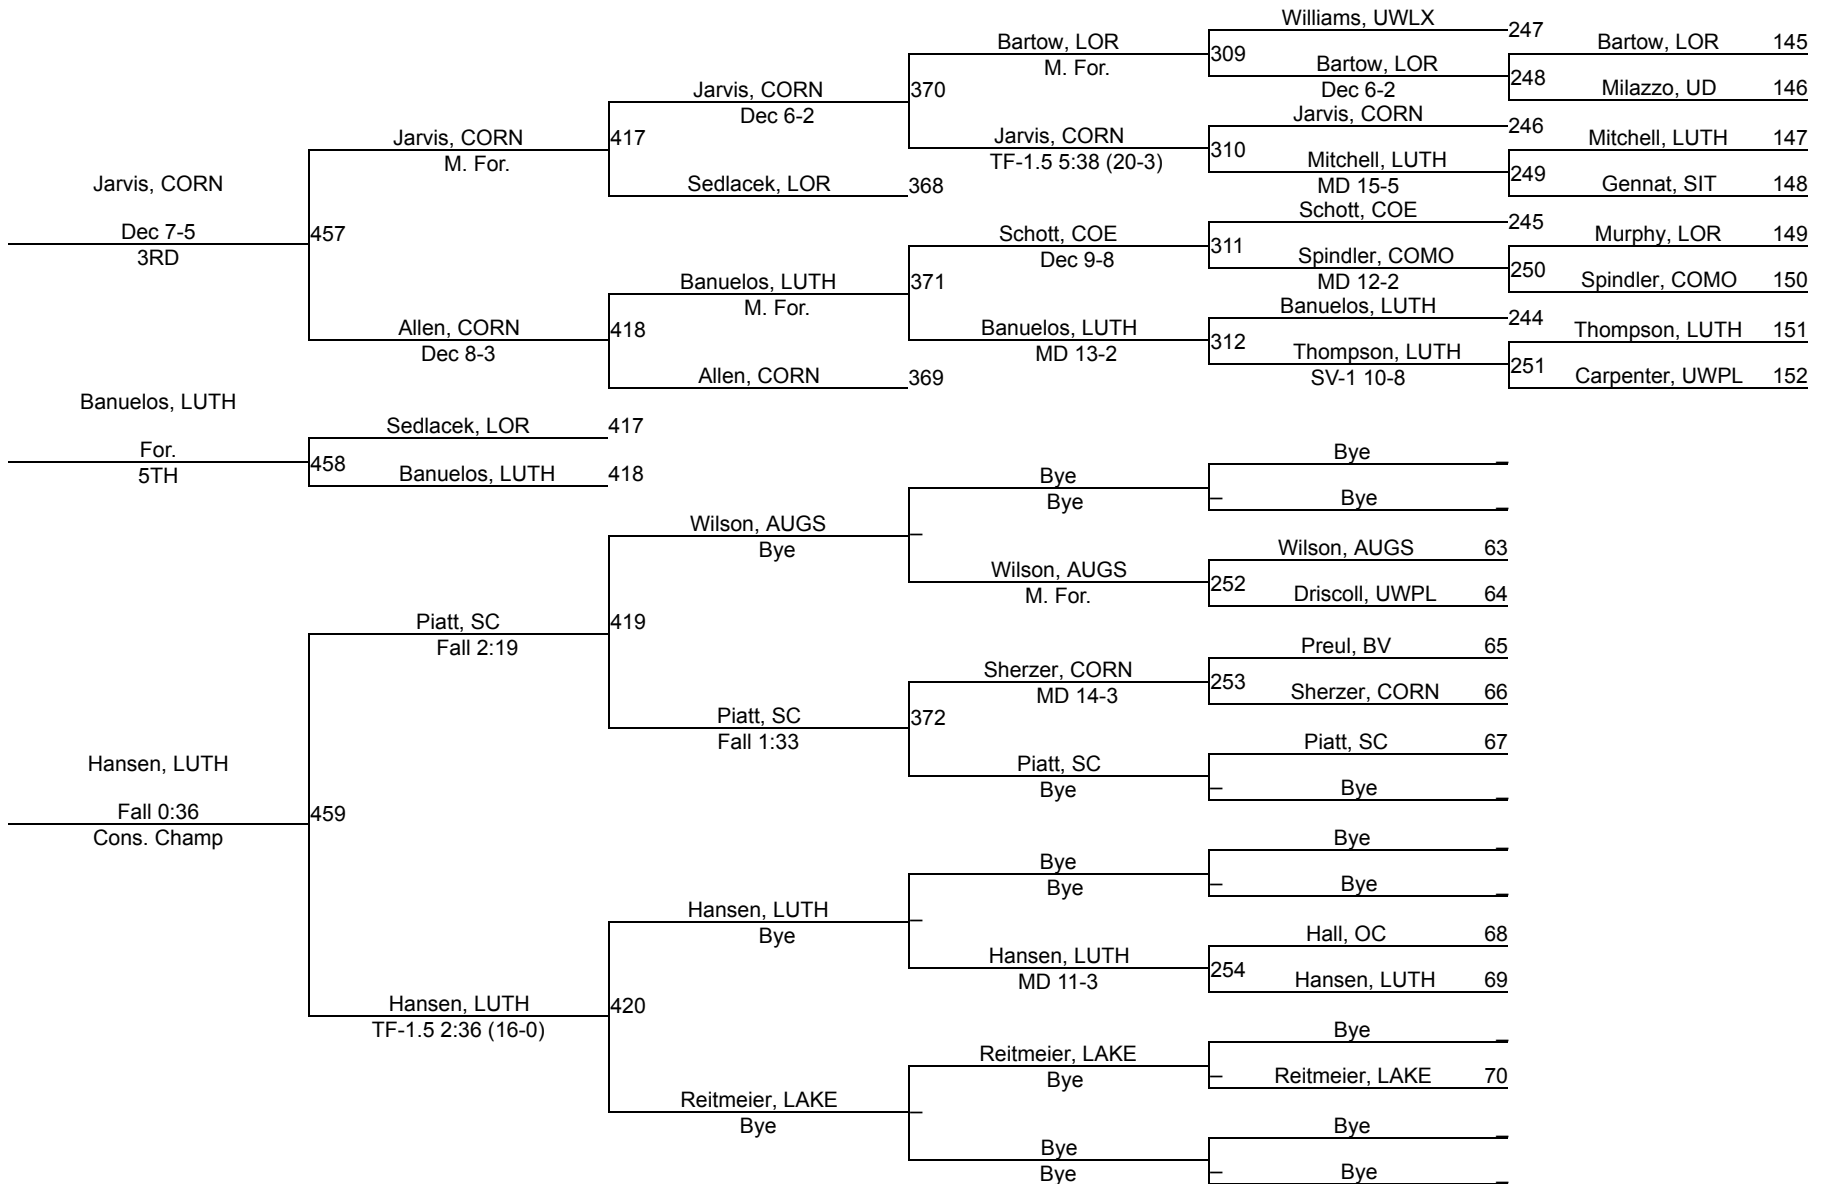 Williams, UWLX
247
Bartow, LOR 145
Bartow, LOR
M. For.
309
Bartow, LOR
Dec 6-2
248
Milazzo, UD 146
Jarvis, CORN
Dec 6-2
370
Jarvis, CORN
246
Mitchell, LUTH 147
Jarvis, CORN
M. For.
417
Jarvis, CORN
TF-1.5 5:38 (20-3)
310
Mitchell, LUTH
MD 15-5
249
Gennat, SIT 148
Jarvis, CORN
Sedlacek, LOR 368
Schott, COE
245
Murphy, LOR 149
Dec 7-5
3RD
457
Schott, COE
Dec 9-8
311
Spindler, COMO
MD 12-2
250
Spindler, COMO 150
Banuelos, LUTH
M. For.
371
Banuelos, LUTH
244
Thompson, LUTH 151
Allen, CORN
Dec 8-3
418
Banuelos, LUTH
MD 13-2
312
Thompson, LUTH
SV-1 10-8
251
Carpenter, UWPL 152
Allen, CORN 369
Banuelos, LUTH
Sedlacek, LOR 417
For.
5TH
458
Banuelos, LUTH 418
Bye _
Bye
Bye
_
Bye _
Wilson, AUGS
Bye
_
Wilson, AUGS 63
Wilson, AUGS
M. For.
252
Driscoll, UWPL 64
Piatt, SC
Fall 2:19
419
Preul, BV 65
Sherzer, CORN
MD 14-3
253
Sherzer, CORN 66
Piatt, SC
Fall 1:33
372
Piatt, SC 67
Piatt, SC
Bye
_
Bye _
Hansen, LUTH
Fall 0:36
Cons. Champ
459
Bye _
Bye
Bye
_
Bye _
Hansen, LUTH
Bye
_
Hall, OC 68
Hansen, LUTH
MD 11-3
254
Hansen, LUTH 69
Hansen, LUTH
TF-1.5 2:36 (16-0)
420
Bye _
Reitmeier, LAKE
Bye
_
Reitmeier, LAKE 70
Reitmeier, LAKE
Bye
_
Bye _
Bye
Bye
_
Bye _